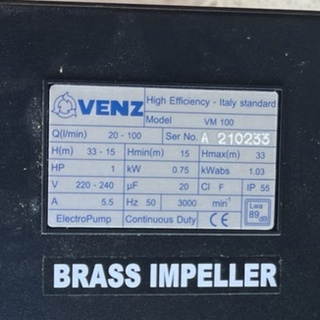 VENZ High Efficiency - Italy standard
Model VM 100
Q(l/min) 20 - 100 Ser No. A 210233
H(m) 33 - 15 Hmin(m) 15 Hmax(m) 33
HP 1 kW 0.75 kWabs 1.03
V 220 - 240 µF 20 Cl F IP 55
A 5.5 Hz 50 3000 min⁻¹ Lwa 89 dB
ElectroPump Continuous Duty CE
BRASS IMPELLER